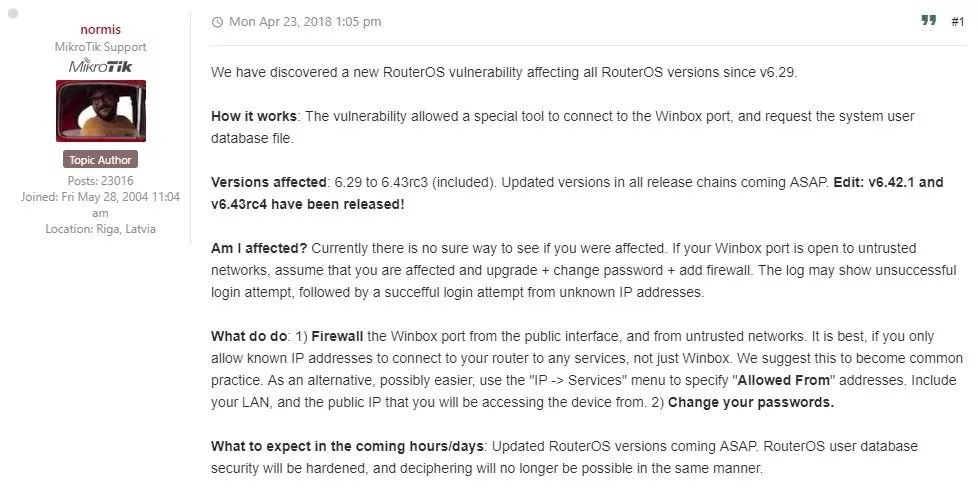 normis
MikroTik Support
MikroTik
Topic Author
Posts: 23016
Joined: Fri May 28, 2004 11:04
am
Location: Riga, Latvia
Mon Apr 23, 2018 1:05 pm
#1
We have discovered a new RouterOS vulnerability affecting all RouterOS versions since v6.29.
How it works: The vulnerability allowed a special tool to connect to the Winbox port, and request the system user
database file.
Versions affected: 6.29 to 6.43rc3 (included). Updated versions in all release chains coming ASAP. Edit: v6.42.1 and
v6.43rc4 have been released!
Am I affected? Currently there is no sure way to see if you were affected. If your Winbox port is open to untrusted
networks, assume that you are affected and upgrade + change password + add firewall. The log may show unsuccessful
login attempt, followed by a succefful login attempt from unknown IP addresses.
What do do: 1) Firewall the Winbox port from the public interface, and from untrusted networks. It is best, if you only
allow known IP addresses to connect to your router to any services, not just Winbox. We suggest this to become common
practice. As an alternative, possibly easier, use the "IP -> Services" menu to specify "Allowed From" addresses. Include
your LAN, and the public IP that you will be accessing the device from. 2) Change your passwords.
What to expect in the coming hours/days: Updated RouterOS versions coming ASAP. RouterOS user database
security will be hardened, and deciphering will no longer be possible in the same manner.